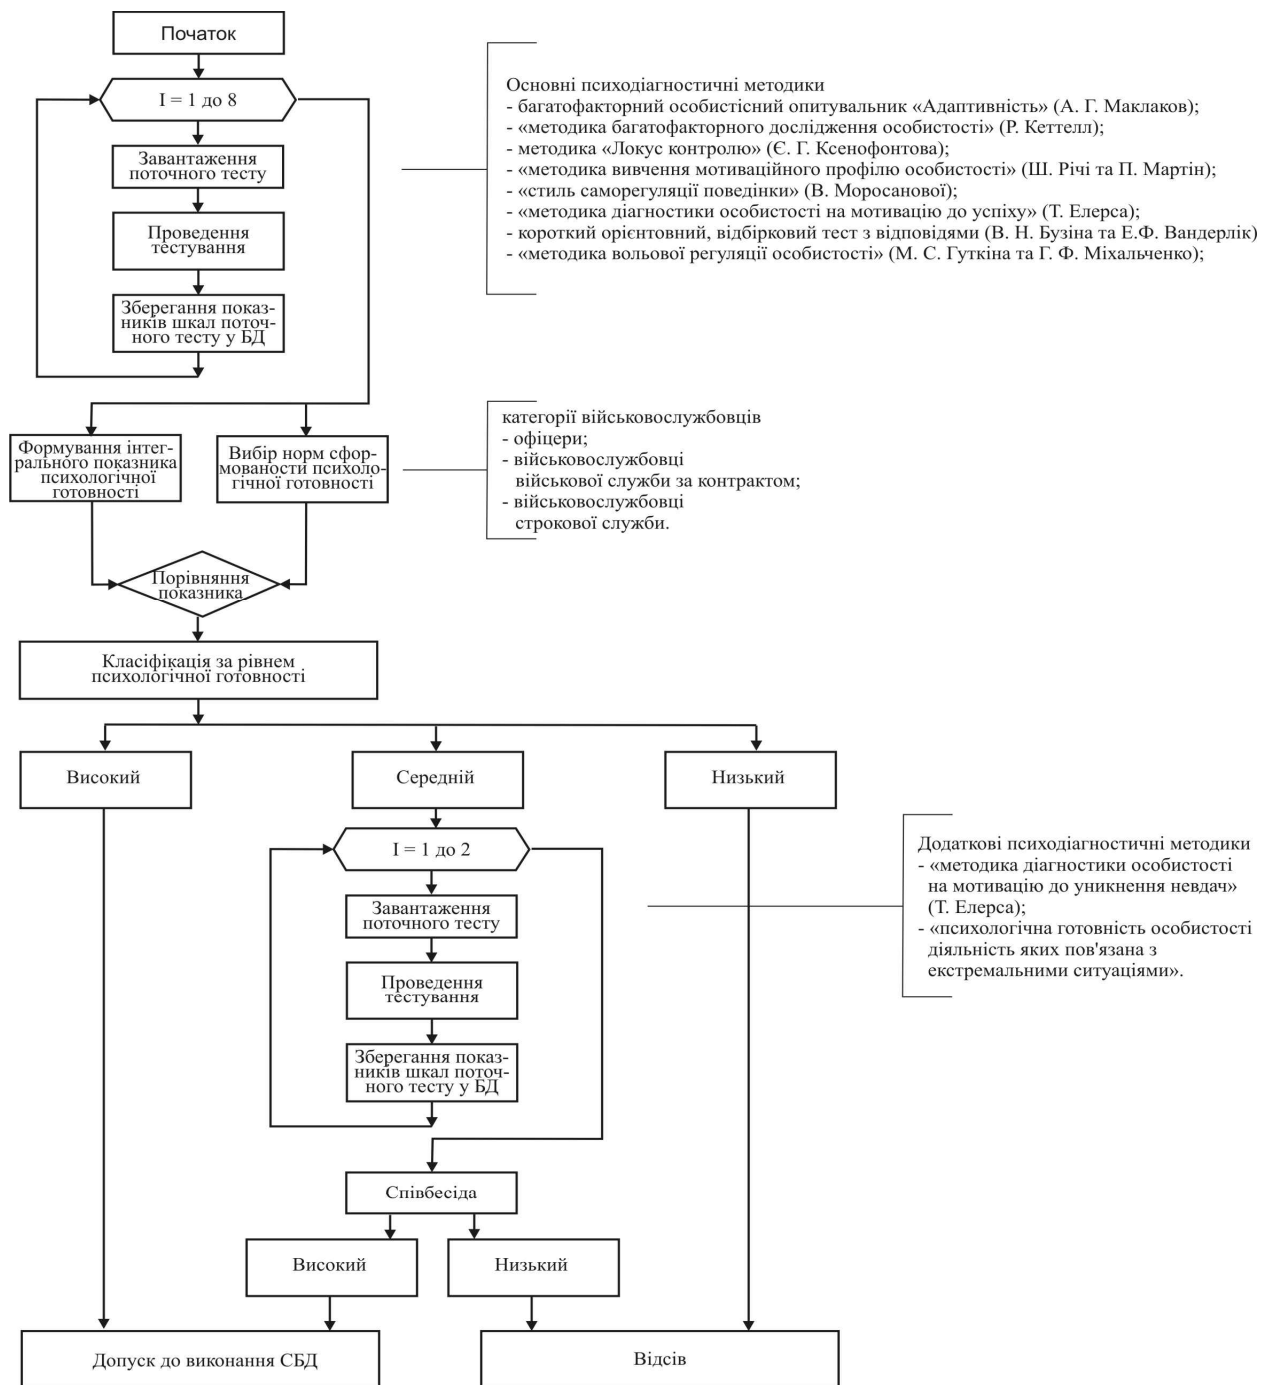 Початок
I = 1 до 8
Завантаження
поточного тесту
Проведення
тестування
Зберегання показ-
ників шкал поточ-
ного тесту у БД
Основні психодіагностичні методики
- багатофакторний особистісний опитувальник «Адаптивність» (А. Г. Маклаков);
- «методика багатофакторного дослідження особистості» (Р. Кеттелл);
- методика «Локус контролю» (Є. Г. Ксенофонтова);
- «методика вивчення мотиваційного профілю особистості» (Ш. Річі та П. Мартін);
- «стиль саморегуляції поведінки» (В. Моросанової);
- «методика діагностики особистості на мотивацію до успіху» (Т. Елерса);
- короткий орієнтовний, відбірковий тест з відповідями (В. Н. Бузіна та Е.Ф. Вандерлік)
- «методика вольової регуляції особистості» (М. С. Гуткіна та Г. Ф. Міхальченко);
Формування інтег-
рального показника
психологічної
готовності
Вибір норм сфор-
мованости психоло-
гічної готовності
категорії військовослужбовців
- офіцери;
- військовослужбовці
військової служби за контрактом;
- військовослужбовці
строкової служби.
Порівняння
показника
Класіфікація за рівнем
психологічної готовності
Високий
Середній
Низький
I = 1 до 2
Завантаження
поточного тесту
Проведення
тестування
Зберегання показ-
ників шкал поточ-
ного тесту у БД
Додаткові психодіагностичні методики
- «методика діагностики особистості
на мотивацію до уникнення невдач»
(Т. Елерса);
- «психологічна готовність особистості
діяльність яких пов'язана з
екстремальними ситуаціями».
Співбесіда
Високий
Низький
Допуск до виконання СБД
Відсів